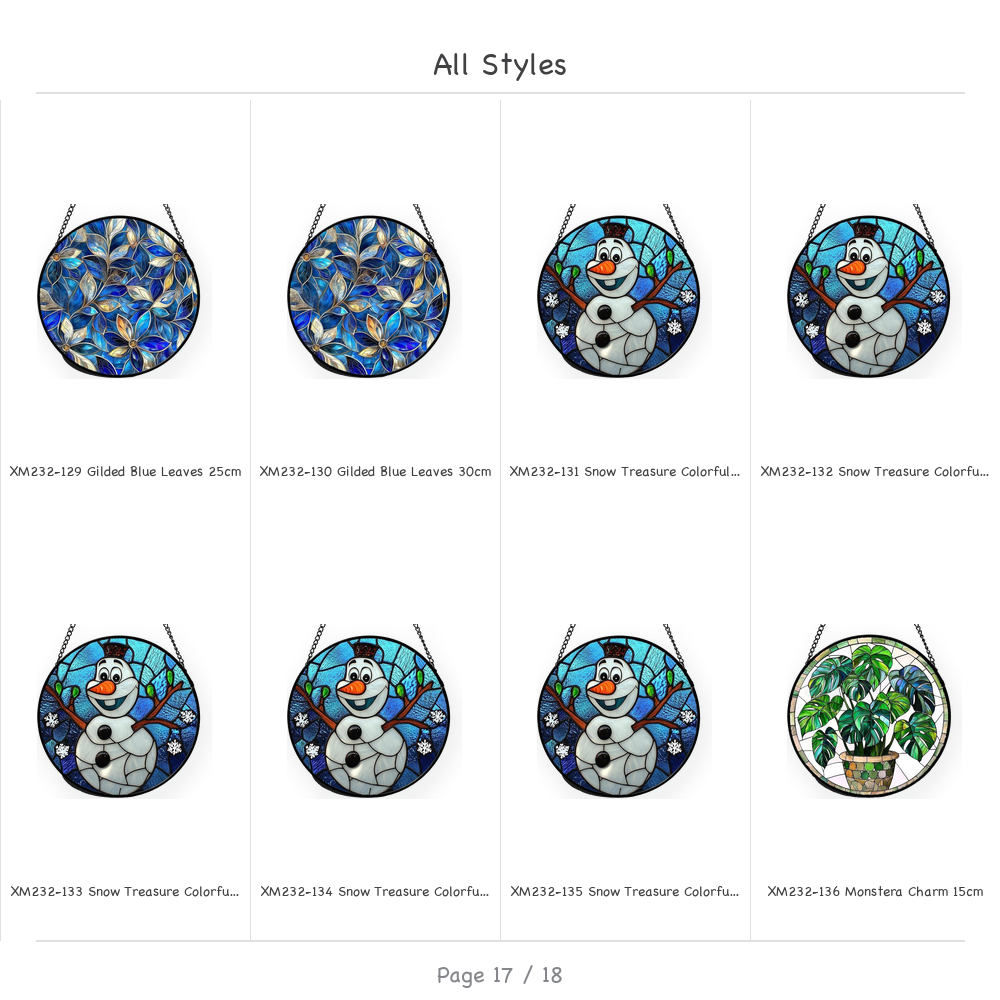 All Styles
XM232-129 Gilded Blue Leaves 25cm
XM232-130 Gilded Blue Leaves 30cm
XM232-131 Snow Treasure Colorful...
XM232-132 Snow Treasure Colorfu...
XM232-133 Snow Treasure Colorfu...
XM232-134 Snow Treasure Colorfu...
XM232-135 Snow Treasure Colorfu...
XM232-136 Monstera Charm 15cm
Page 17 / 18